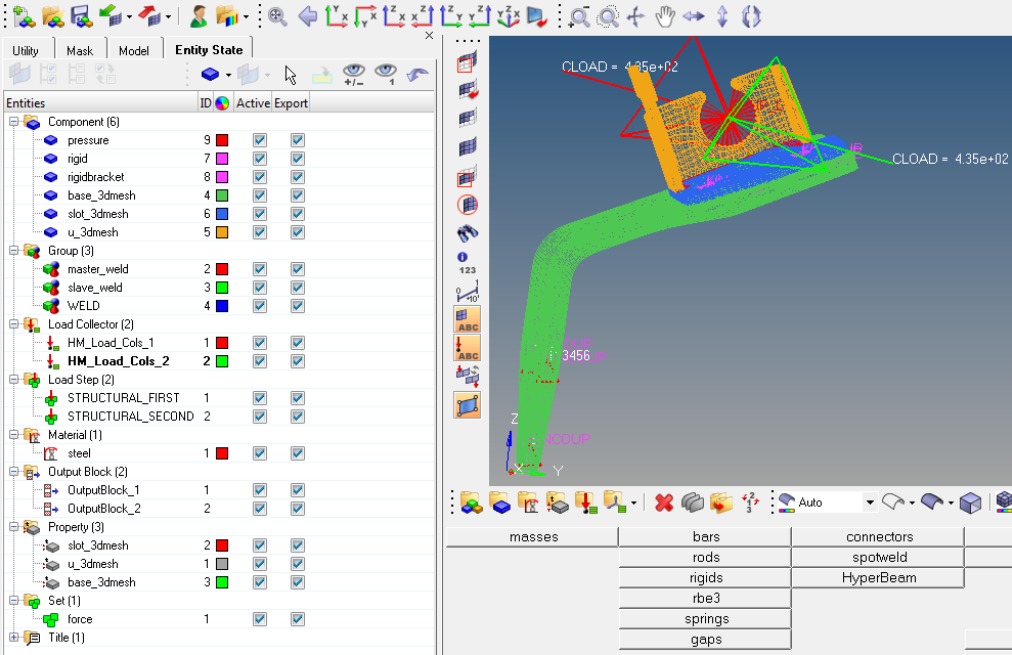 Utility Mask Model Entity State
Entities ID Active Export
Component (6)
pressure 9
rigid 7
rigidbracket 8
base_3dmesh 4
slot_3dmesh 6
u_3dmesh 5
Group (3)
master_weld 2
slave_weld 3
WELD 4
Load Collector (2)
HM_Load_Cols_1 1
HM_Load_Cols_2 2
Load Step (2)
STRUCTURAL_FIRST 1
STRUCTURAL_SECOND 2
Material (1)
steel 1
Output Block (2)
OutputBlock_1 1
OutputBlock_2 2
Property (3)
slot_3dmesh 2
u_3dmesh 1
base_3dmesh 3
Set (1)
force 1
Title (1)
123
ABC
ABC
CLOAD = 4.35e+02
CLOAD = 4.35e+02
3456
Z
X
Y
Auto
masses bars connectors
rods spotweld
rigids HyperBeam
rbe3
springs
gaps